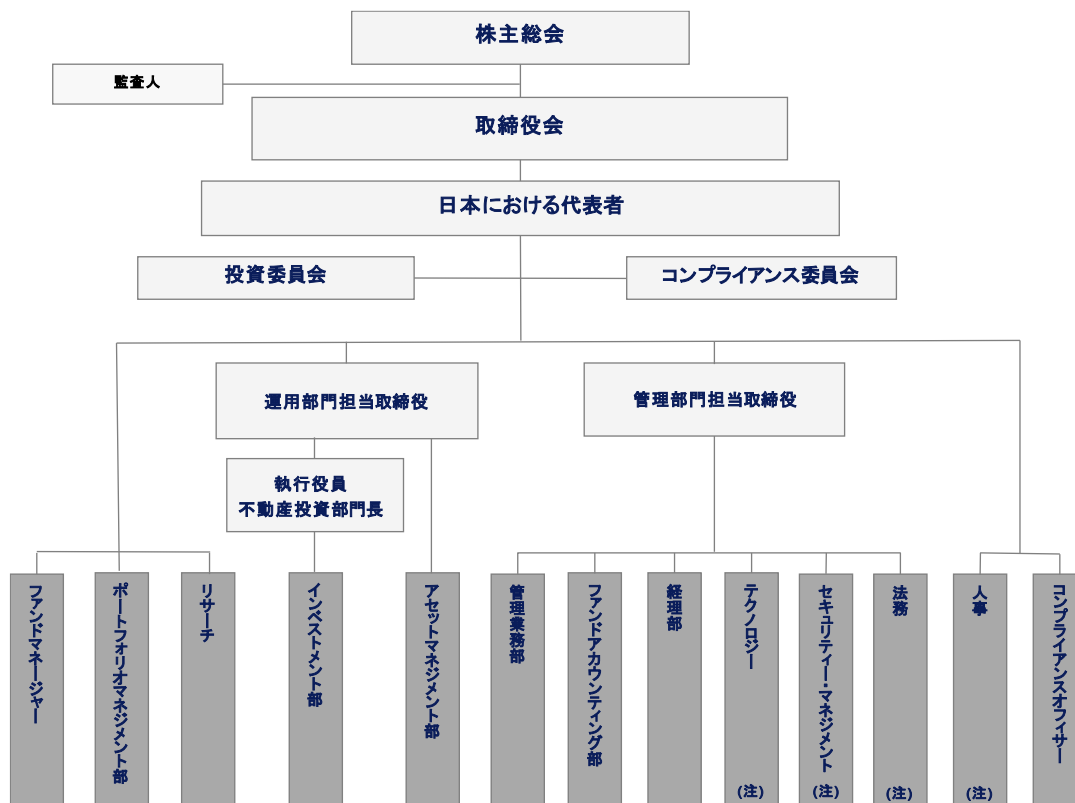 株主総会
監査人
取締役会
日本における代表者
投資委員会
コンプライアンス委員会
運用部門担当取締役
管理部門担当取締役
執行役員
不動産投資部門長
ファンドマネージャー
ポートフォリオマネジメント部
リサーチ
インベストメント部
アセットマネジメント部
管理業務部
ファンドアカウンティング部
経理部
テクノロジー
(注)
セキュリティー・マネジメント
(注)
法務
(注)
人事
(注)
コンプライアンスオフィサー